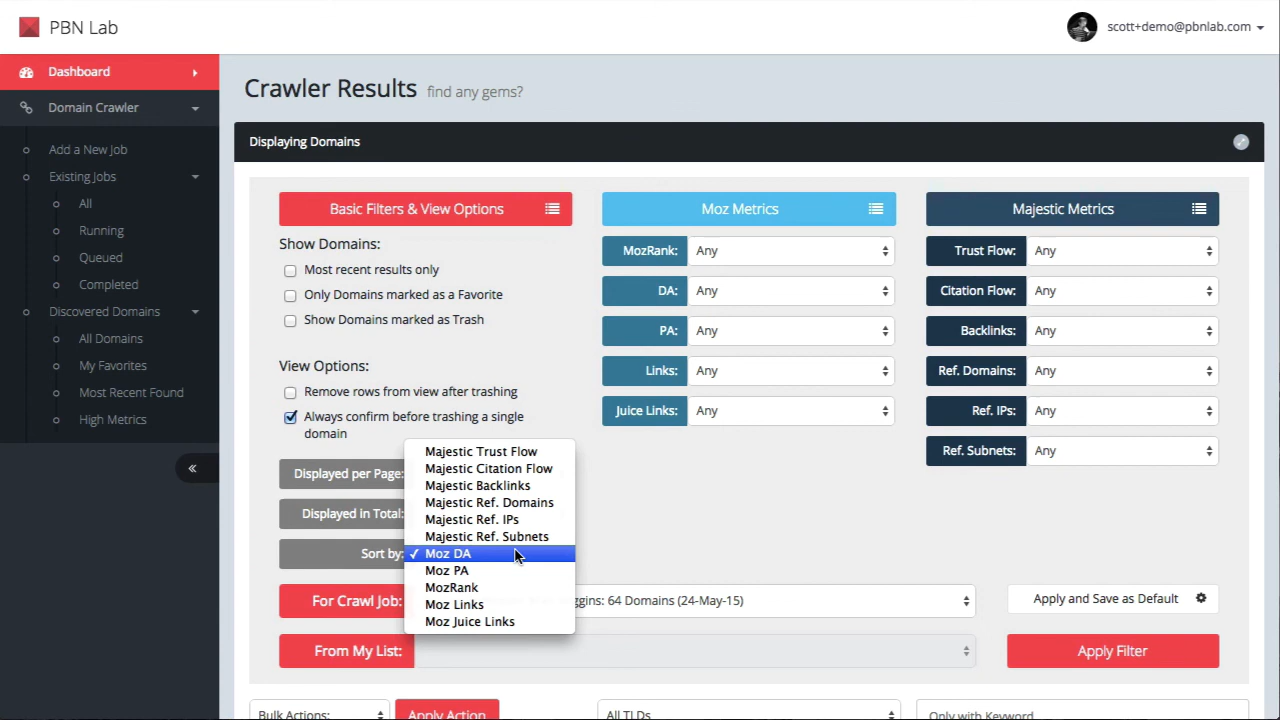 PBN Lab
scott+demo@pbnlab.com
Dashboard
Domain Crawler
Add a New Job
Existing Jobs
All
Running
Queued
Completed
Discovered Domains
All Domains
My Favorites
Most Recent Found
High Metrics
Crawler Results find any gems?
Displaying Domains
Basic Filters & View Options
Show Domains:
Most recent results only
Only Domains marked as a Favorite
Show Domains marked as Trash
View Options:
Remove rows from view after trashing
Always confirm before trashing a single
domain
Displayed per Page:
Displayed in Total:
Sort by:
Majestic Trust Flow
Majestic Citation Flow
Majestic Backlinks
Majestic Ref. Domains
Majestic Ref. IPs
Majestic Ref. Subnets
✓ Moz DA
Moz PA
MozRank
Moz Links
Moz Juice Links
Moz Metrics
MozRank: Any
DA: Any
PA: Any
Links: Any
Juice Links: Any
Majestic Metrics
Trust Flow: Any
Citation Flow: Any
Backlinks: Any
Ref. Domains: Any
Ref. IPs: Any
Ref. Subnets: Any
For Crawl Job: 64 Domains (24-May-15)
Apply and Save as Default
From My List:
Apply Filter
Bulk Actions:
Apply Action
All TLDs
Only with Keyword